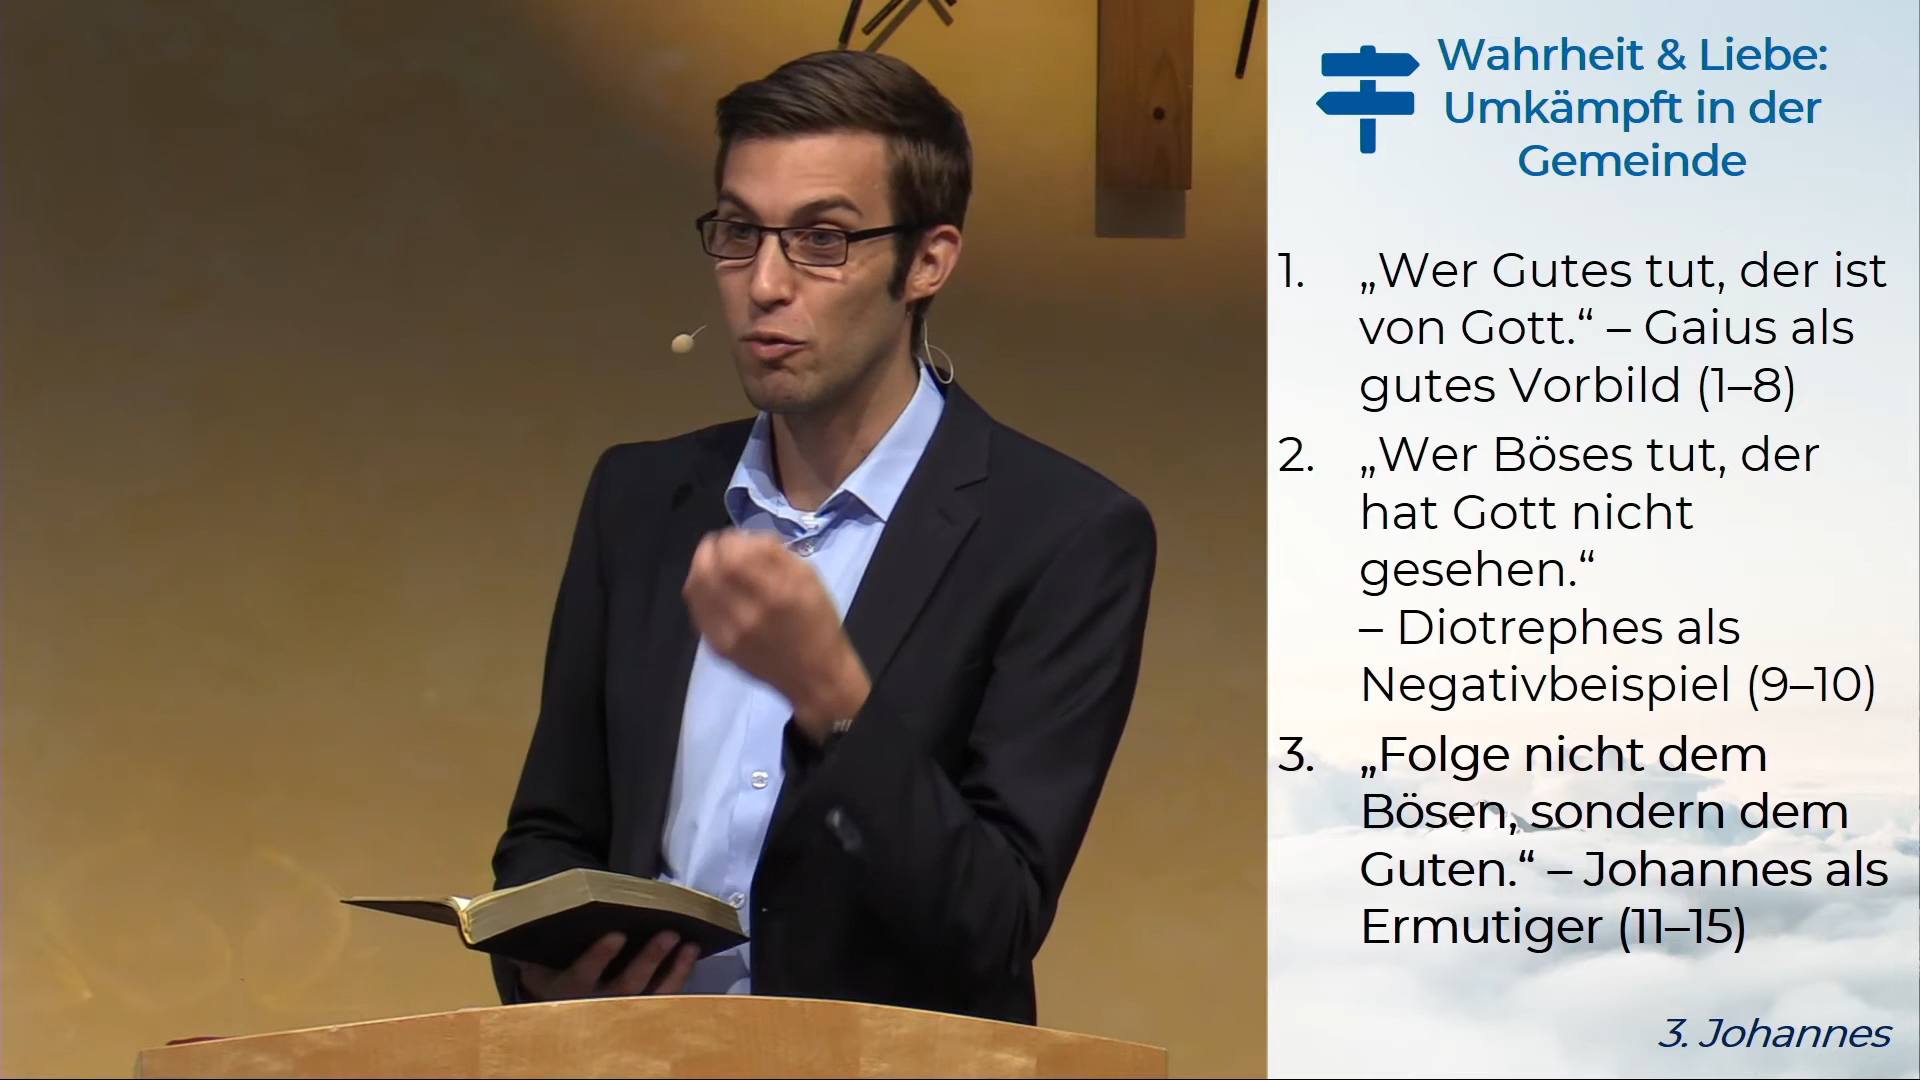 Wahrheit & Liebe:
Umkämpft in der
Gemeinde
1. „Wer Gutes tut, der ist
von Gott.“ – Gaius als
gutes Vorbild (1–8)
2. „Wer Böses tut, der
hat Gott nicht
gesehen.“
– Diotrephes als
Negativbeispiel (9–10)
3. „Folge nicht dem
Bösen, sondern dem
Guten.“ – Johannes als
Ermutiger (11–15)
3. Johannes